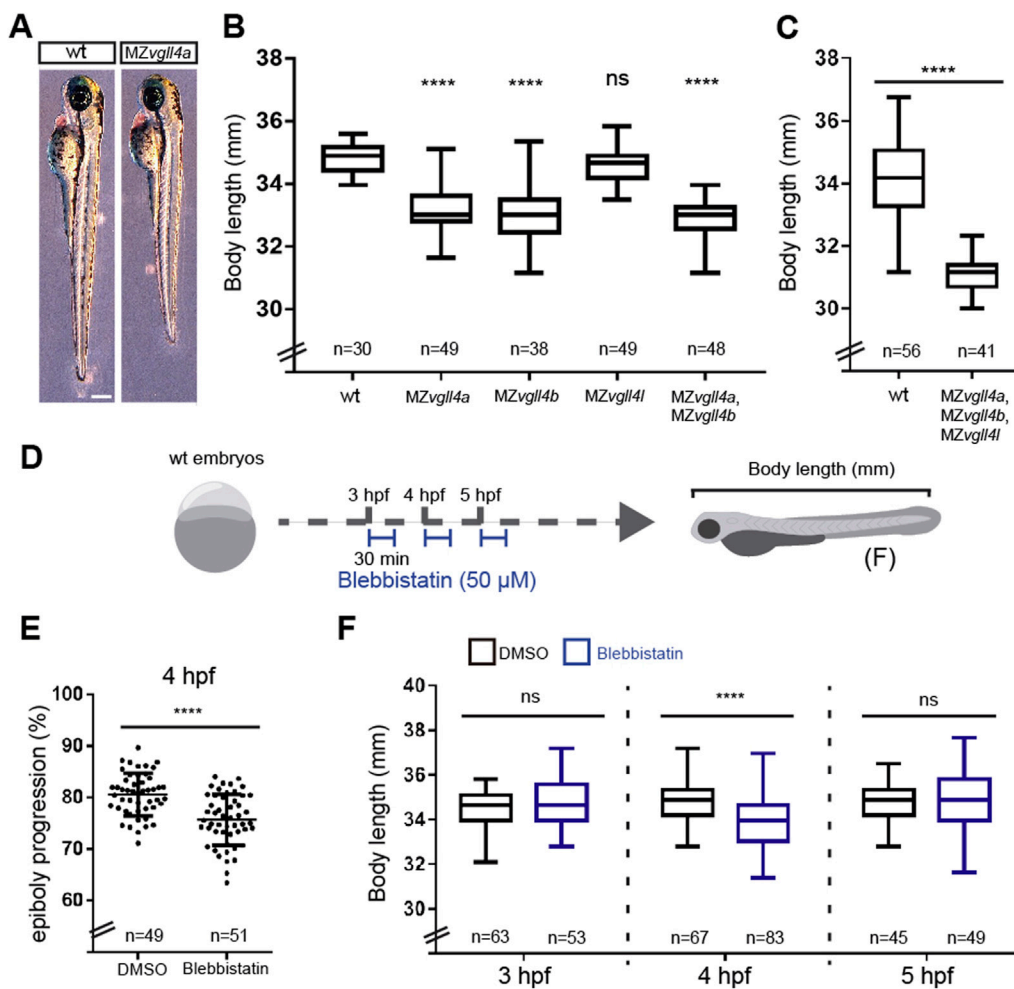 A
wt
MZvgll4a
B
Body length (mm)
38
36
34
32
30
****
****
ns
****
n=30
n=49
n=38
n=49
n=48
wt
MZvgll4a
MZvgll4b
MZvgll4l
MZvgll4a,
MZvgll4b
C
Body length (mm)
38
36
34
32
30
****
n=56
n=41
wt
MZvgll4a,
MZvgll4b,
MZvgll4l
D
wt embryos
3 hpf
4 hpf
5 hpf
30 min
Blebbistatin (50 µM)
Body length (mm)
(F)
E
4 hpf
****
epiboly progression (%)
100
90
80
70
60
n=49
n=51
DMSO
Blebbistatin
F
DMSO
Blebbistatin
Body length (mm)
40
38
36
34
32
30
ns
****
ns
n=63
n=53
n=67
n=83
n=45
n=49
3 hpf
4 hpf
5 hpf